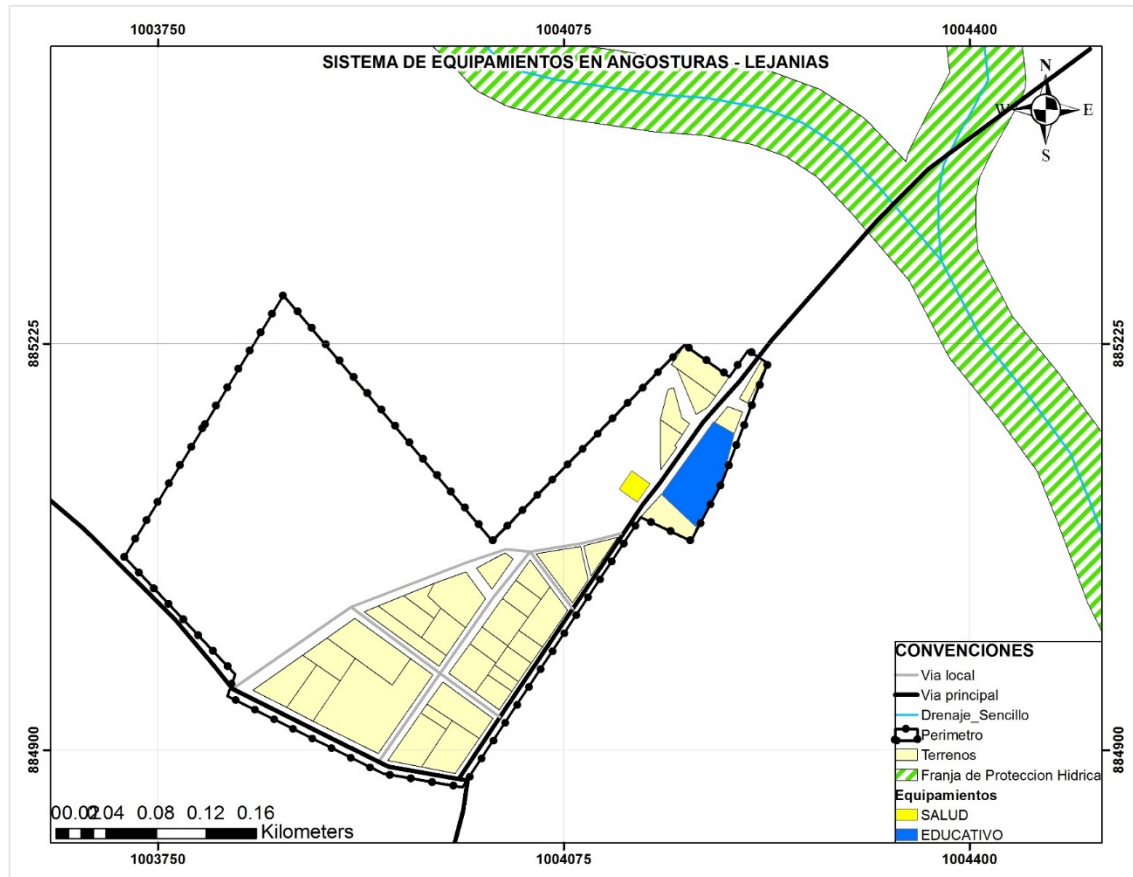 1003750 1004075 1004400
SISTEMA DE EQUIPAMIENTOS EN ANGOSTURAS - LEJANIAS
N
W E
S
885225 885225
CONVENCIONES
Via local
Via principal
Drenaje_Sencillo
Perimetro
Terrenos
Franja de Proteccion Hidrica
Equipamientos
SALUD
EDUCATIVO
884900 884900
00.020.04 0.08 0.12 0.16
Kilometers
1003750 1004075 1004400